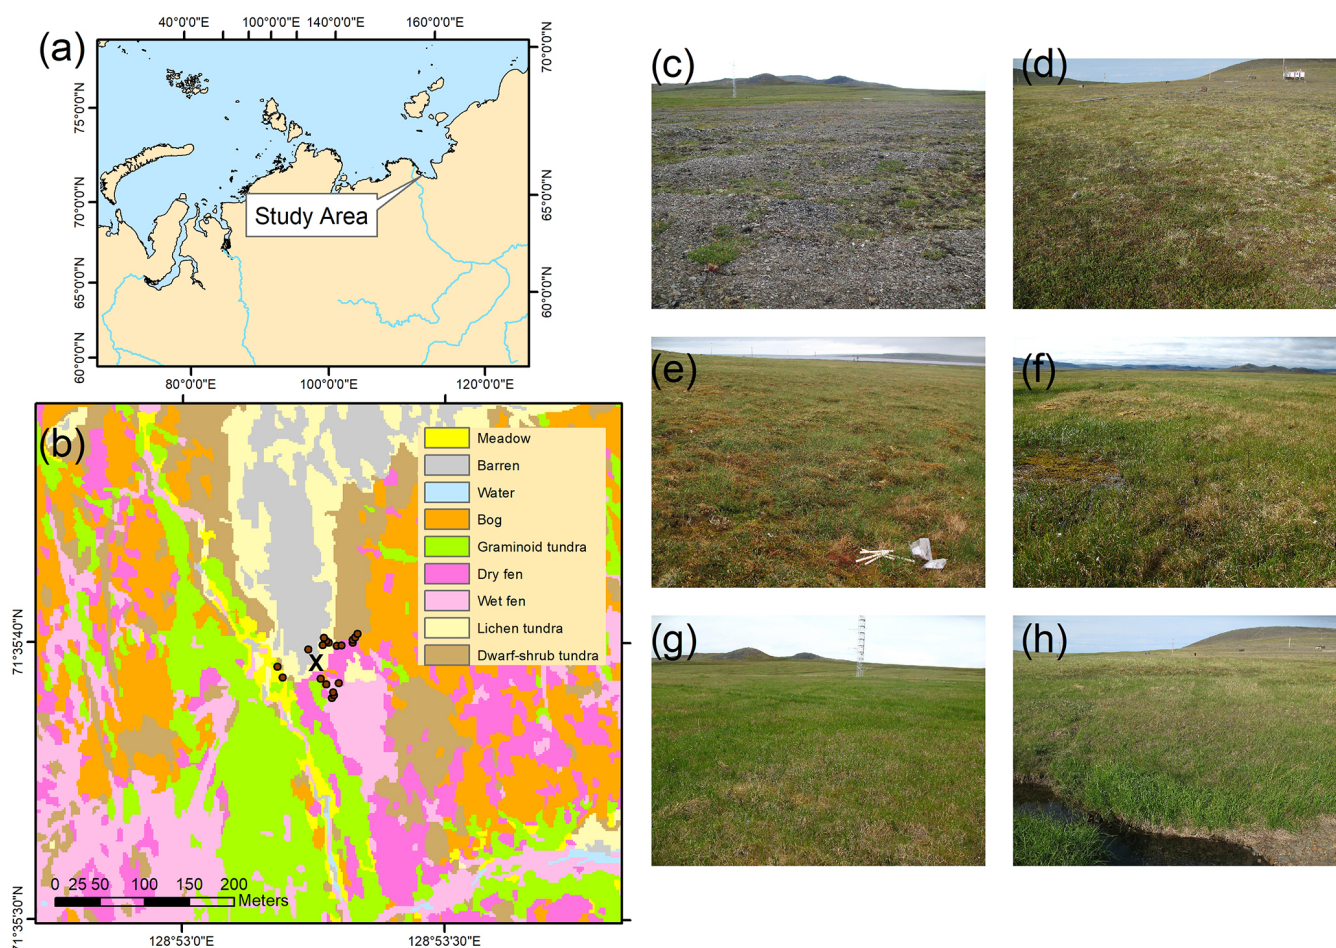 (a)
40°0'0"E 100°0'0"E 140°0'0"E 160°0'0"E
70°0'0"N
75°0'0"N
70°0'0"N
65°0'0"N
65°0'0"N
60°0'0"N
60°0'0"N
Study Area
80°0'0"E 100°0'0"E 120°0'0"E
(b)
Meadow
Barren
Water
Bog
Graminoid tundra
Dry fen
Wet fen
Lichen tundra
Dwarf-shrub tundra
71°35'40"N
X
0 25 50 100 150 200
Meters
71°35'30"N
128°53'0"E 128°53'30"E
(c)
(d)
(e)
(f)
(g)
(h)